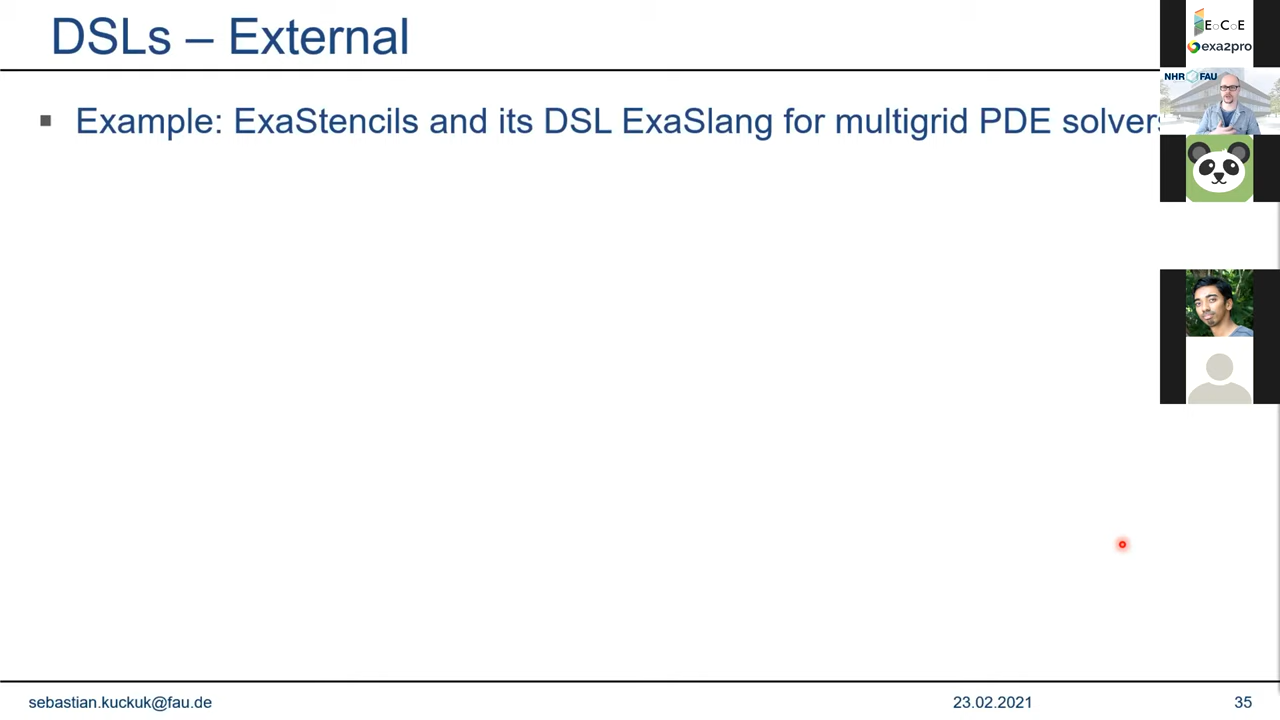 DSLs – External
EoCoE
exa2pro
NHR FAU
▪ Example: ExaStencils and its DSL ExaSlang for multigrid PDE solvers
sebastian.kuckuk@fau.de 23.02.2021 35